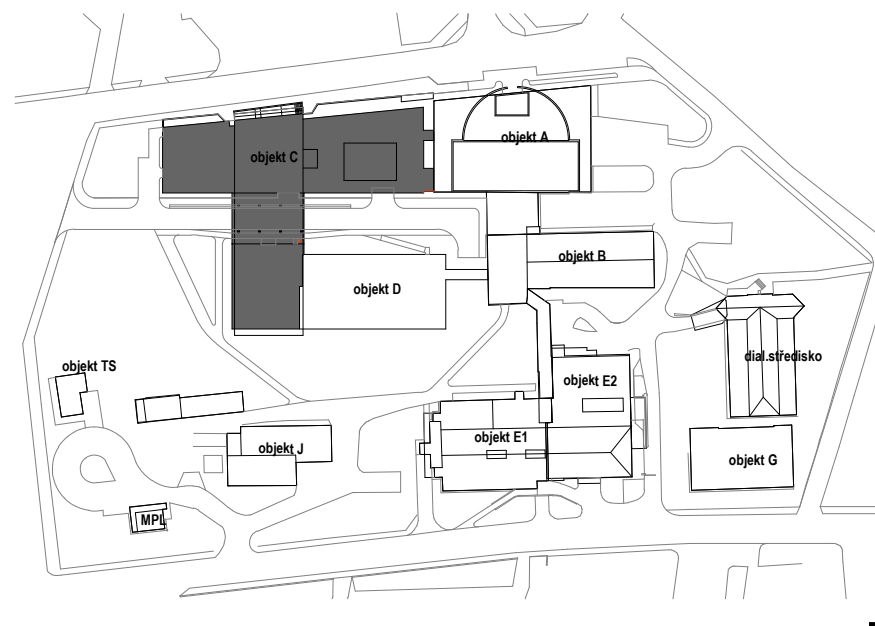 objekt A
objekt C
objekt B
objekt D
dial.středisko
objekt TS
objekt E2
objekt E1
objekt J
objekt G
MPL